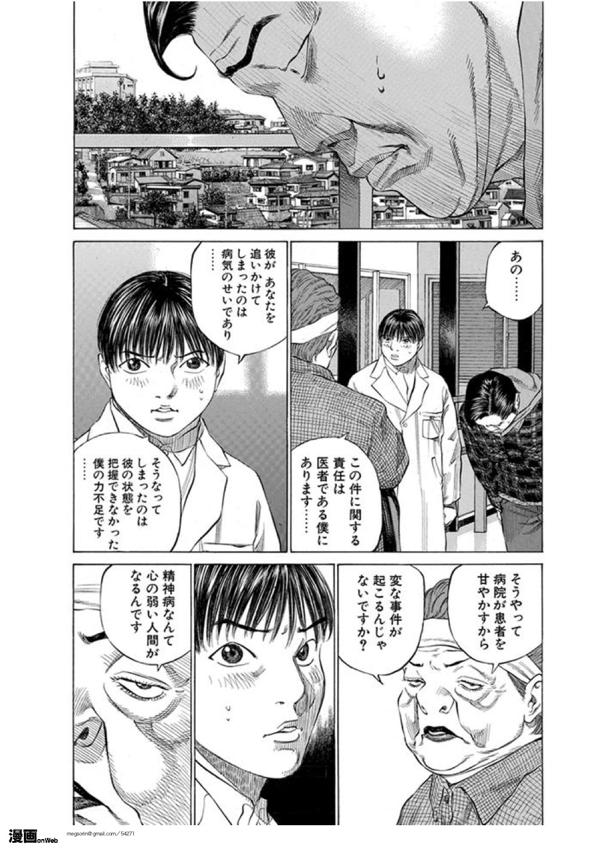 あの……
この件に関する
責任は
医者である僕に
あります……
彼が あなたを
追いかけて
しまったのは
病気のせいであり
……
そうなって
しまったのは
彼の状態を
把握できなかった
僕の力不足です
……
そうやって
病院が患者を
甘やかすから
変な事件が
起こるんじゃ
ないですか?
精神病なんて
心の弱い人間が
なるんです
漫画 on Web
megaorin@gmail.com/54271